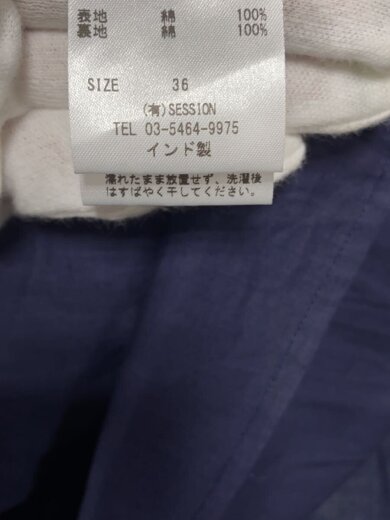 表地 綿 100%
裏地 綿 100%
SIZE 36
(有)SESSION
TEL 03-5464-9975
インド製
濡れたまま放置せず、洗濯後
はすばやく干してください。